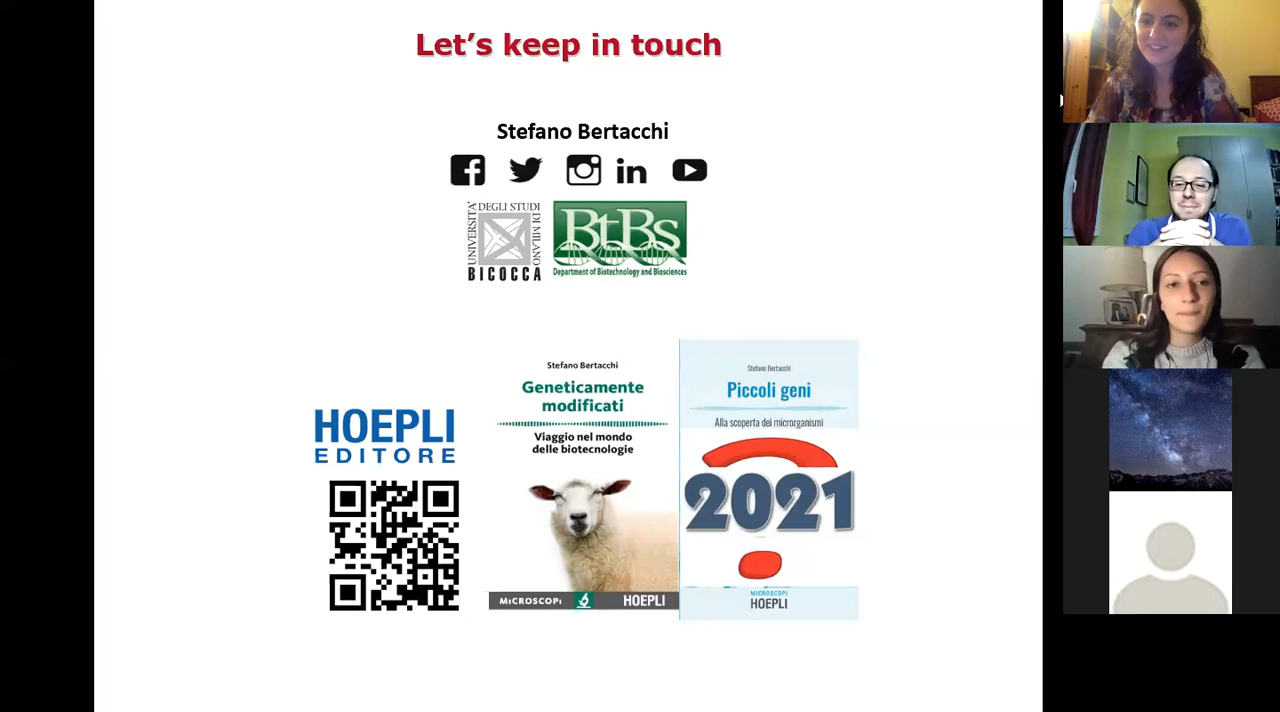 Let's keep in touch
Stefano Bertacchi
UNIVERSITA'
DEGLI STUDI
DI MILANO
BICOCCA
BtBs
Department of Biotechnology and Biosciences
HOEPLI
EDITORE
Stefano Bertacchi
Geneticamente
modificati
Viaggio nel mondo
delle biotecnologie
MiCROSCOPi
HOEPLI
Stefano Bertacchi
Piccoli geni
Alla scoperta dei microrganismi
2021
MICROSCOPI
HOEPLI